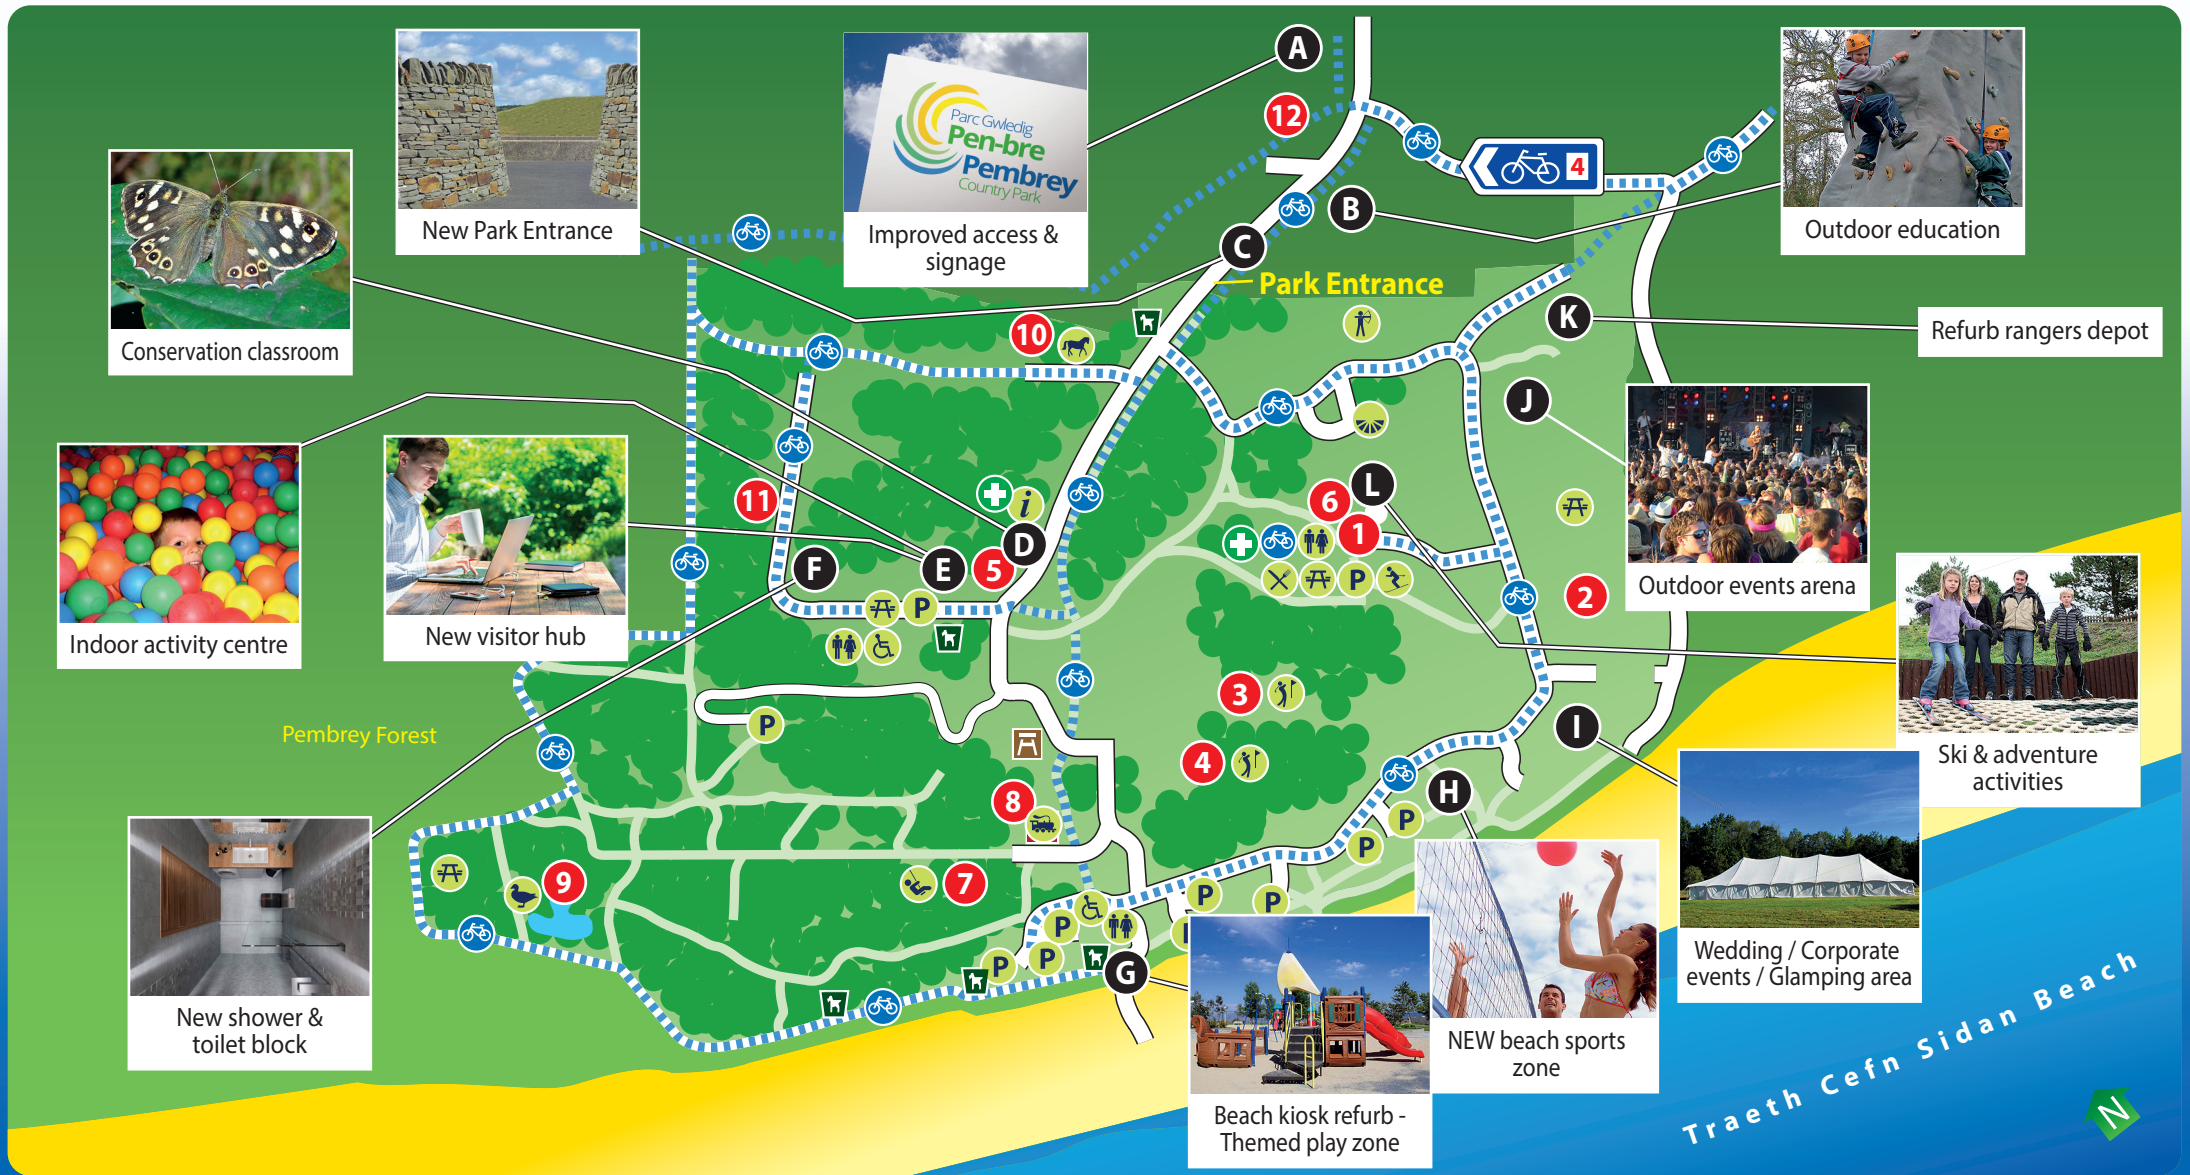 A
12
4
B
C
Park Entrance
New Park Entrance
Parc Gwledig
Pen-bre
Pembrey
Country Park
Improved access &
signage
Outdoor education
Conservation classroom
K
Refurb rangers depot
10
J
Outdoor events arena
Indoor activity centre
New visitor hub
11
i
L
6
1
D
E
5
F
P
P
2
3
4
Pembrey Forest
P
I
H
8
P
P
Ski & adventure
activities
9
7
P
P
P
P
P
G
New shower &
toilet block
Wedding / Corporate
events / Glamping area
NEW beach sports
zone
Beach kiosk refurb -
Themed play zone
Traeth Cefn Sidan Beach
N